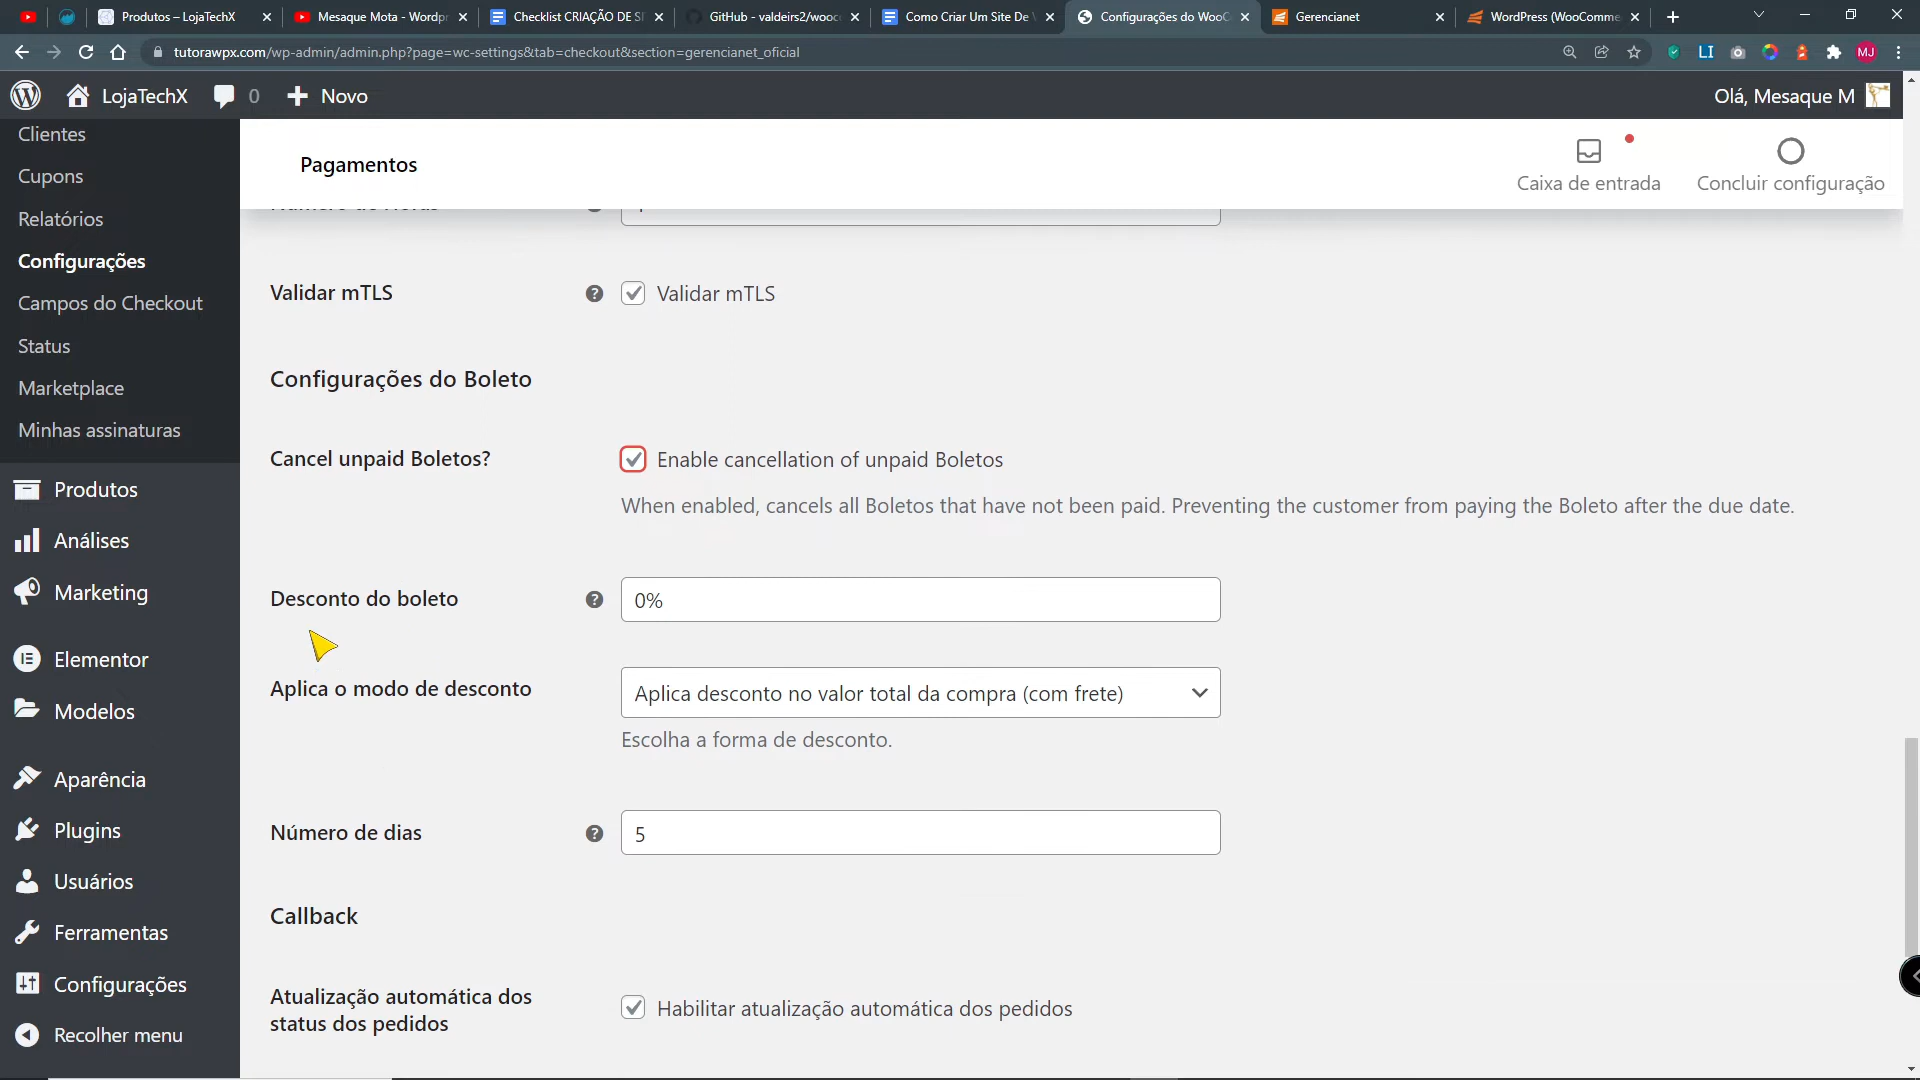 Produtos – LojaTechX
Mesaque Mota - Wordpr
Checklist CRIAÇÃO DE SI
GitHub - valdeirs2/wooc
Como Criar Um Site De
Configurações do WooC
Gerencianet
WordPress (WooComme
tutorawpx.com/wp-admin/admin.php?page=wc-settings&tab=checkout&section=gerencianet_oficial
LI
MJ
LojaTechX
0
Novo
Olá, Mesaque M
Clientes
Cupons
Relatórios
Configurações
Campos do Checkout
Status
Marketplace
Minhas assinaturas
Produtos
Análises
Marketing
Elementor
Modelos
Aparência
Plugins
Usuários
Ferramentas
Configurações
Recolher menu
Pagamentos
Caixa de entrada
Concluir configuração
Validar mTLS
Validar mTLS
Configurações do Boleto
Cancel unpaid Boletos?
Enable cancellation of unpaid Boletos
When enabled, cancels all Boletos that have not been paid. Preventing the customer from paying the Boleto after the due date.
Desconto do boleto
0%
Aplica o modo de desconto
Aplica desconto no valor total da compra (com frete)
Escolha a forma de desconto.
Número de dias
5
Callback
Atualização automática dos
status dos pedidos
Habilitar atualização automática dos pedidos